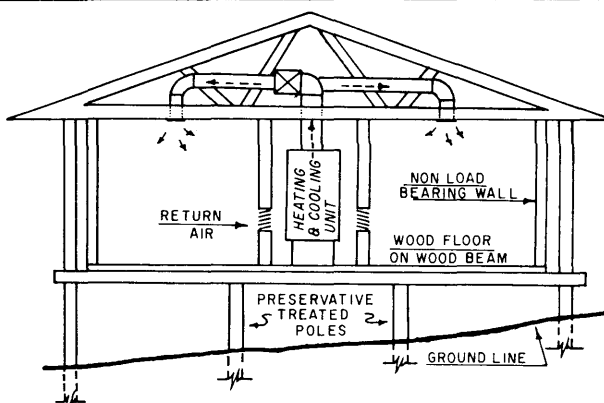 HEATING
& COOLING
UNIT
RETURN
AIR
NON LOAD
BEARING WALL
WOOD FLOOR
ON WOOD BEAM
PRESERVATIVE
TREATED
POLES
GROUND LINE